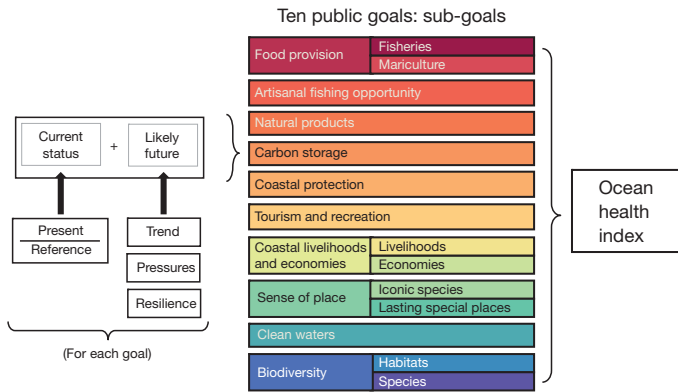 Ten public goals: sub-goals
Food provision
Fisheries
Mariculture
Artisanal fishing opportunity
Natural products
Carbon storage
Coastal protection
Tourism and recreation
Coastal livelihoods
and economies
Livelihoods
Economies
Sense of place
Iconic species
Lasting special places
Clean waters
Biodiversity
Habitats
Species
Current
status
+
Likely
future
Present
Reference
Trend
Pressures
Resilience
(For each goal)
Ocean
health
index